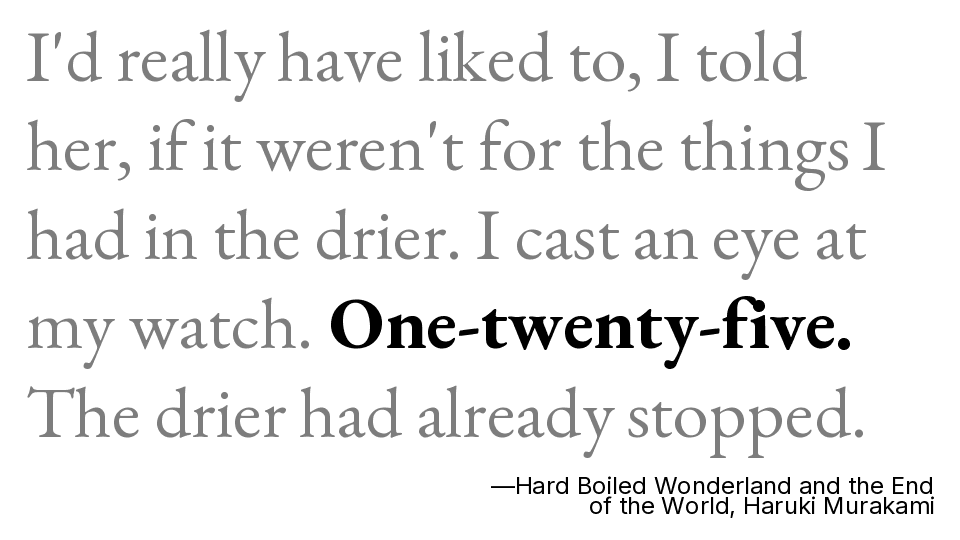 I'd really have liked to, I told
her, if it weren't for the things I
had in the drier. I cast an eye at
my watch. One-twenty-five.
The drier had already stopped.
—Hard Boiled Wonderland and the End
of the World, Haruki Murakami